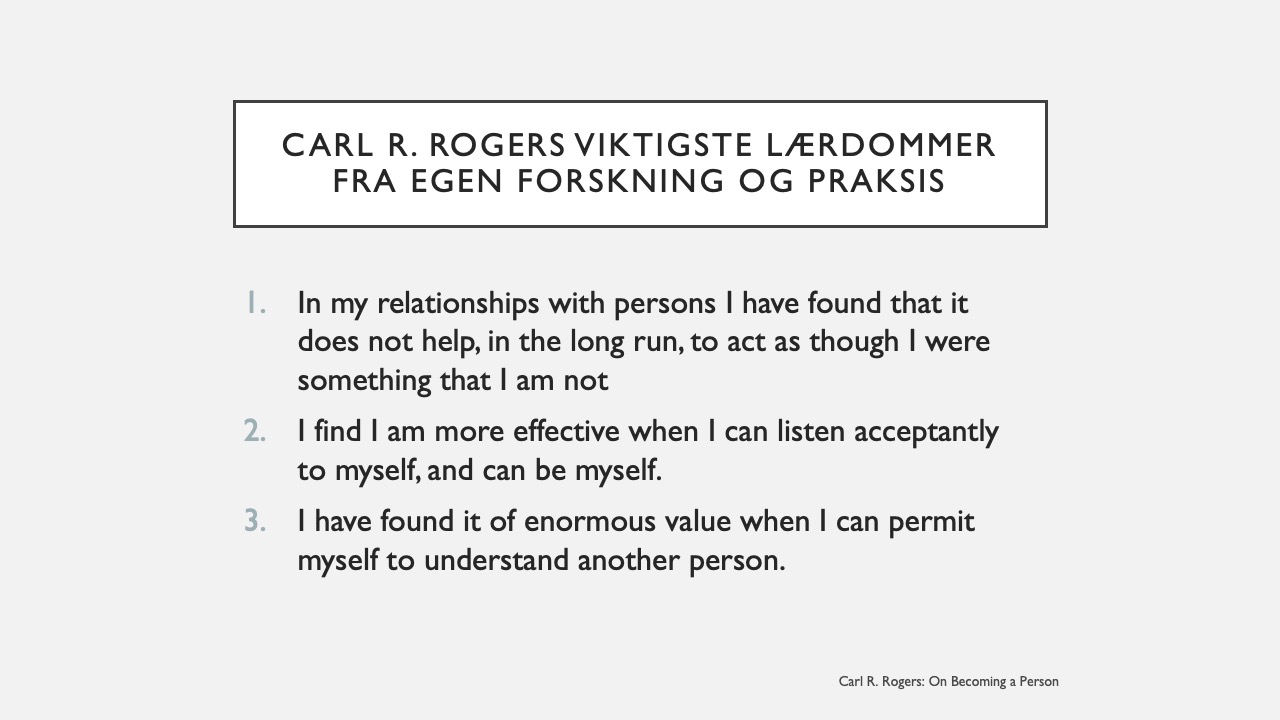 CARL R. ROGERS VIKTIGSTE LÆRDOMMER
FRA EGEN FORSKNING OG PRAKSIS
1. In my relationships with persons I have found that it
does not help, in the long run, to act as though I were
something that I am not
2. I find I am more effective when I can listen acceptantly
to myself, and can be myself.
3. I have found it of enormous value when I can permit
myself to understand another person.
Carl R. Rogers: On Becoming a Person